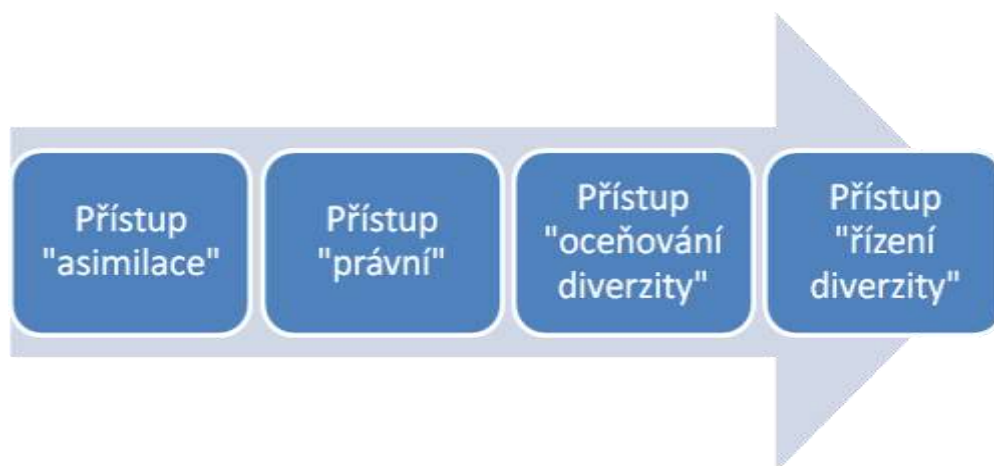 Přístup
"asimilace"
Přístup
"právní"
Přístup
"oceňování
diverzity"
Přístup
"řízení
diverzity"